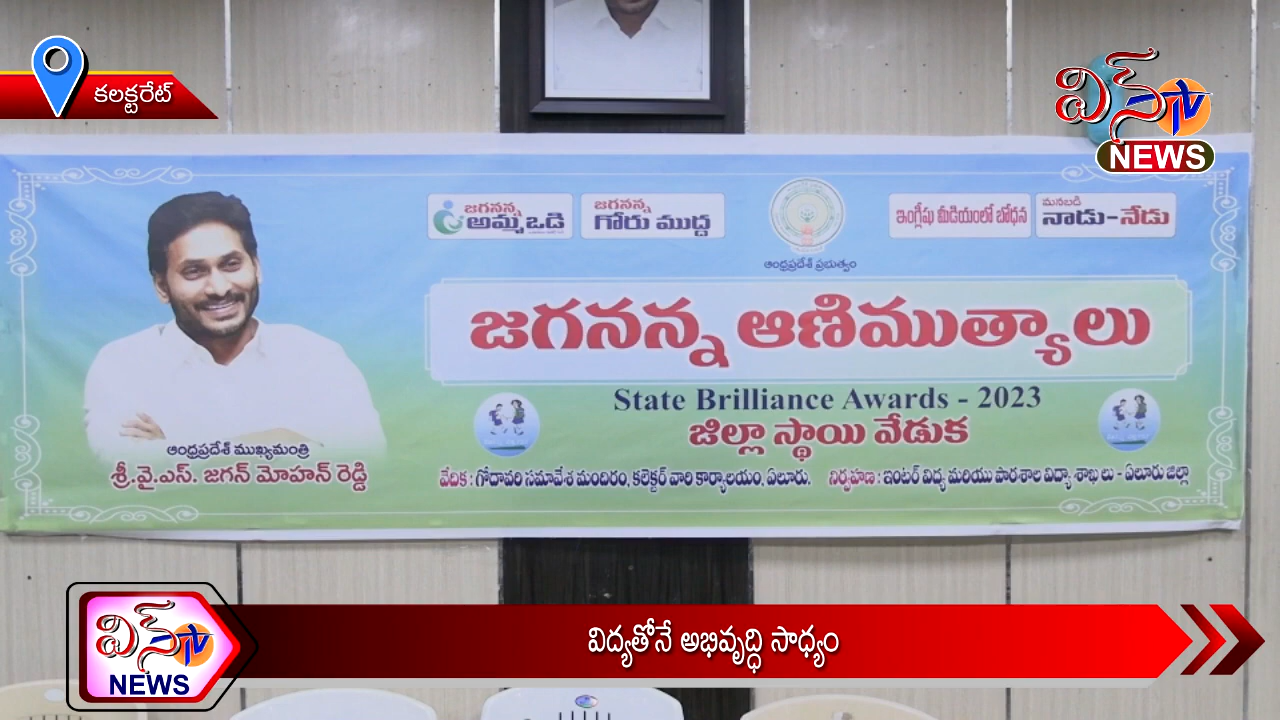 కలక్టరేట్
విన్ TV
NEWS
జగనన్న
అమ్మ ఒడి
జగనన్న
గోరు ముద్ద
ఆంధ్రప్రదేశ్ ప్రభుత్వం
ఇంగ్లీషు మీడియంలో బోధన
మనబడి
నాడు-నేడు
జగనన్న ఆణిముత్యాలు
State Brilliance Awards - 2023
జిల్లా స్థాయి వేడుక
ఆంధ్రప్రదేశ్ ముఖ్యమంత్రి
శ్రీ.వై.ఎస్. జగన్ మోహన్ రెడ్డి
వేదిక : గోదావరి సమావేశ మందిరం, కలెక్టర్ వారి కార్యాలయం, ఏలూరు.
నిర్వహణ : ఇంటర్ విద్య మరియు పాఠశాల విద్యా శాఖ లు - ఏలూరు జిల్లా
విన్ TV
NEWS
విద్యతోనే అభివృద్ధి సాధ్యం